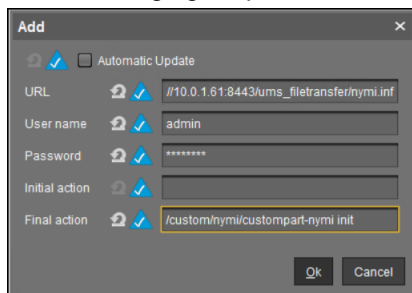 Add
Automatic Update
URL //10.0.1.61:8443/ums_filetransfer/nymi.inf
User name admin
Password ********
Initial action
Final action /custom/nymi/custompart-nymi init
Ok Cancel